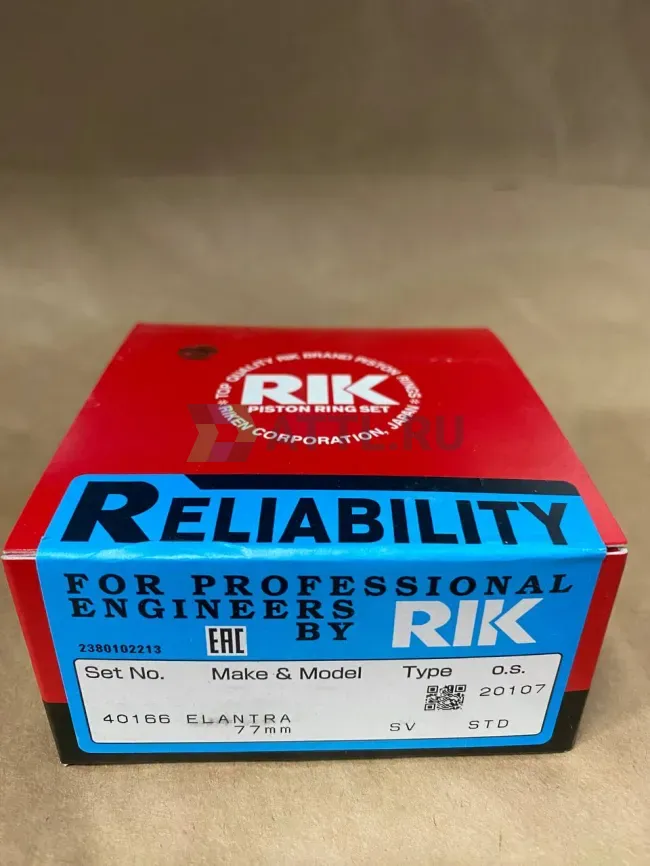 TOP QUALITY RIK BRAND PISTON RINGS
RIK
PISTON RING SET
RIKEN CORPORATION, JAPAN
ATTL.RU
RELIABILITY
FOR PROFESSIONAL
ENGINEERS
BY RIK
2380102213 EAC
Set No. Make & Model Type o.s.
20107
40166 ELANTRA
77mm SV STD